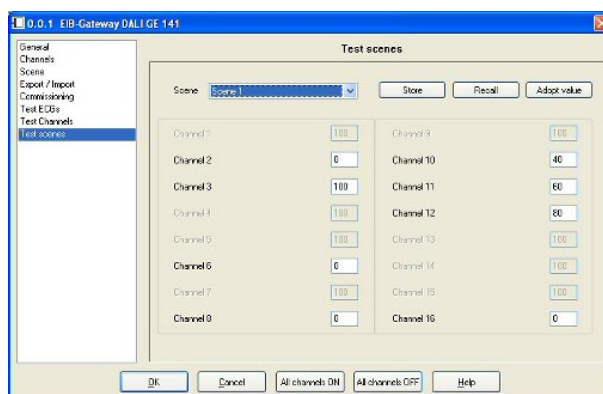 0.0.1 EIB-Gateway DALI GE 141
General
Channels
Scene
Export / Import
Commissioning
Test ECGs
Test Channels
Test scenes
Test scenes
Scene Scene 1 Store Recall Adopt value
Channel 1 100 Channel 9 100
Channel 2 0 Channel 10 40
Channel 3 100 Channel 11 60
Channel 4 100 Channel 12 80
Channel 5 100 Channel 13 100
Channel 6 0 Channel 14 100
Channel 7 100 Channel 15 100
Channel 8 0 Channel 16 0
OK Cancel All channels ON All channels OFF Help